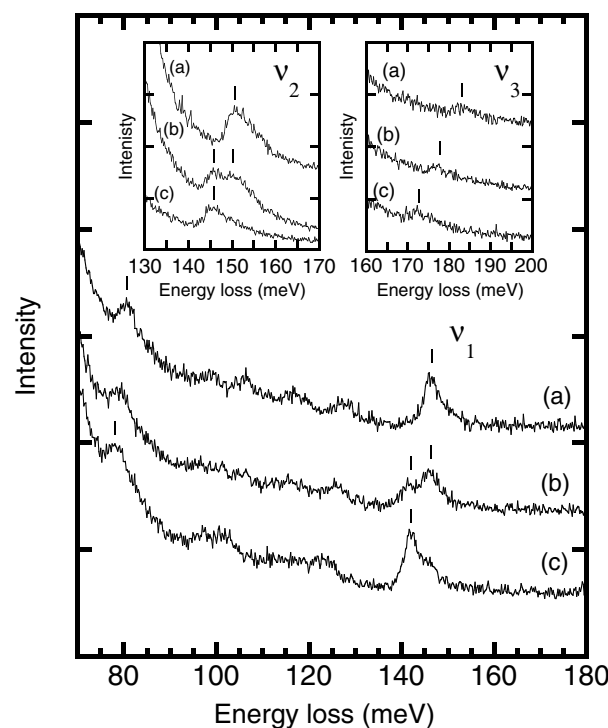 (a)
ν2
(b)
(c)
Intenisty
130 140 150 160 170
Energy loss (meV)
(a)
ν3
(b)
(c)
Intenisty
160 170 180 190 200
Energy loss (meV)
Intensity
ν1
(a)
(b)
(c)
80 100 120 140 160 180
Energy loss (meV)